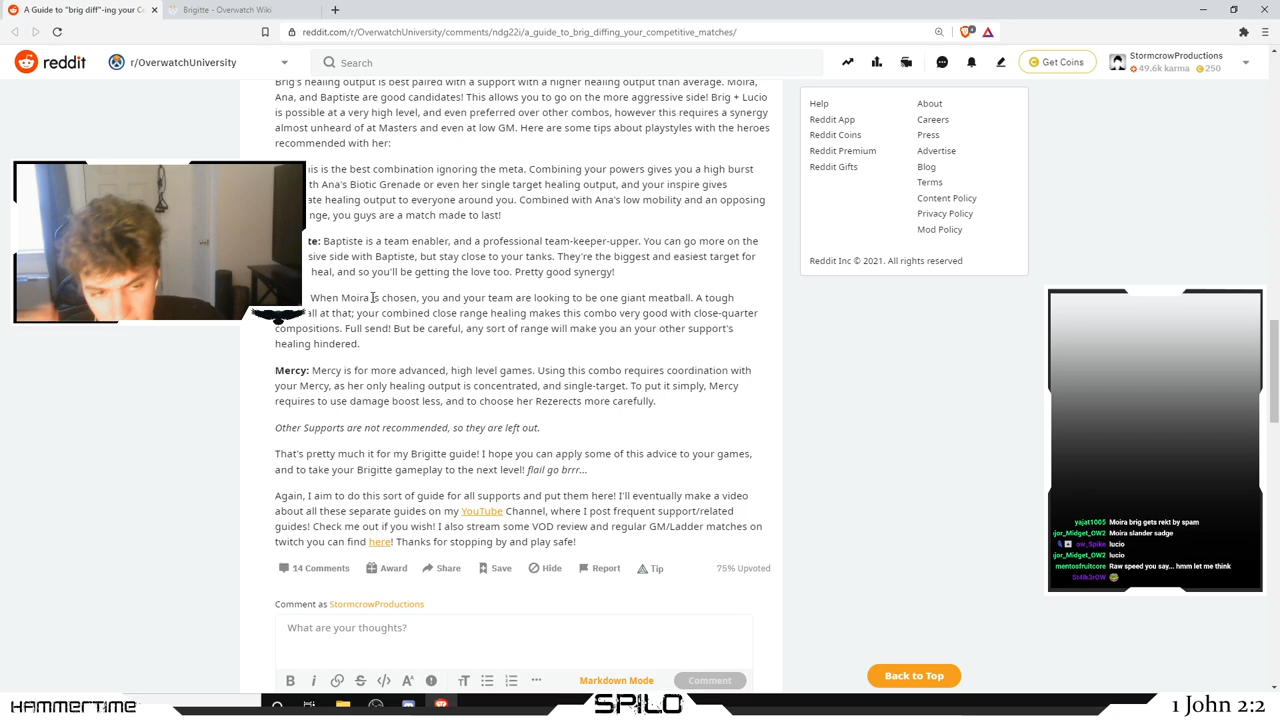 A Guide to "brig diff"-ing your Co
Brigitte - Overwatch Wiki
reddit.com/r/OverwatchUniversity/comments/ndg22i/a_guide_to_brig_diffing_your_competitive_matches/
reddit
r/OverwatchUniversity
Search
Get Coins
StormcrowProductions
49.6k karma
250
Brig's healing output is best paired with support with a higher healing output than average. Moira,
Ana, and Baptiste are good candidates! This allows you to go on the more aggressive side! Brig + Lucio
is possible at a very high level, and even preferred over other combos, however this requires a synergy
almost unheard of at Masters and even at low GM. Here are some tips about playstyles with the heroes
recommended with her:
is is the best combination ignoring the meta. Combining your powers gives you a high burst
th Ana's Biotic Grenade or even her single target healing output, and your inspire gives
ate healing output to everyone around you. Combined with Ana's low mobility and an opposing
nge, you guys are a match made to last!
te: Baptiste is a team enabler, and a professional team-keeper-upper. You can go more on the
sive side with Baptiste, but stay close to your tanks. They're the biggest and easiest target for
heal, and so you'll be getting the love too. Pretty good synergy!
When Moira is chosen, you and your team are looking to be one giant meatball. A tough
all at that; your combined close range healing makes this combo very good with close-quarter
compositions. Full send! But be careful, any sort of range will make you an your other support's
healing hindered.
Mercy: Mercy is for more advanced, high level games. Using this combo requires coordination with
your Mercy, as her only healing output is concentrated, and single-target. To put it simply, Mercy
requires to use damage boost less, and to choose her Rezerects more carefully.
Other Supports are not recommended, so they are left out.
That's pretty much it for my Brigitte guide! I hope you can apply some of this advice to your games,
and to take your Brigitte gameplay to the next level! flail go brrr...
Again, I aim to do this sort of guide for all supports and put them here! I'll eventually make a video
about all these separate guides on my YouTube Channel, where I post frequent support/related
guides! Check me out if you wish! I also stream some VOD review and regular GM/Ladder matches on
twitch you can find here! Thanks for stopping by and play safe!
14 Comments Award Share Save Hide Report Tip 75% Upvoted
Comment as StormcrowProductions
What are your thoughts?
Markdown Mode
Comment
Help About
Reddit App Careers
Reddit Coins Press
Reddit Premium Advertise
Reddit Gifts Blog
Terms
Content Policy
Privacy Policy
Mod Policy
Reddit Inc © 2021. All rights reserved
Back to Top
yajat1005 Moira brig gets rekt by spam
jor_Midget_OW2 Moira slander sadge
ow_Spike lucio
jor_Midget_OW2 lucio
mentosfruitcore Raw speed you say... hmm let me think
St4lk3rOW
HAMMERTIME
SPILO
1 John 2:2